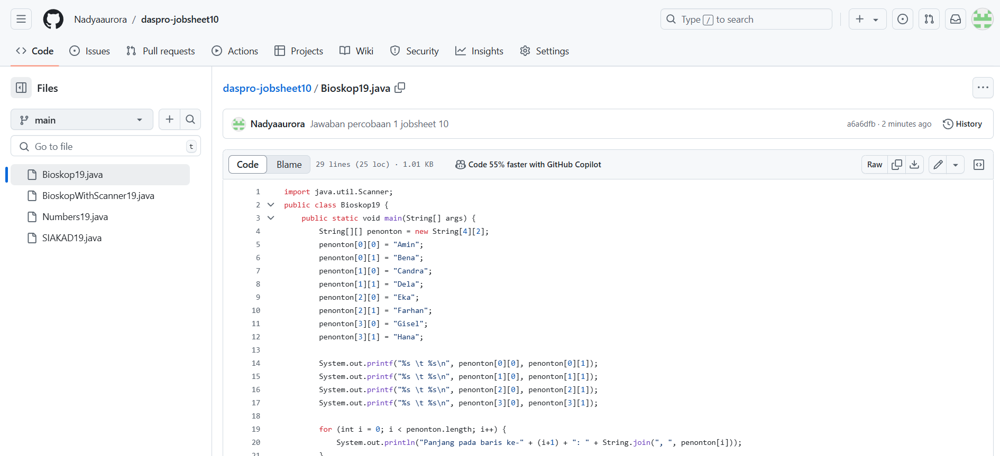 Nadyaaurora / daspro-jobsheet10
Type / to search
Code
Issues
Pull requests
Actions
Projects
Wiki
Security
Insights
Settings
Files
main
Go to file
t
Bioskop19.java
BioskopWithScanner19.java
Numbers19.java
SIAKAD19.java
daspro-jobsheet10 / Bioskop19.java
Nadyaaurora Jawaban percobaan 1 jobsheet 10
a6a6dfb · 2 minutes ago
History
Code
Blame
29 lines (25 loc) · 1.01 KB
Code 55% faster with GitHub Copilot
Raw
1 import java.util.Scanner;
2 public class Bioskop19 {
3 public static void main(String[] args) {
4 String[][] penonton = new String[4][2];
5 penonton[0][0] = "Amin";
6 penonton[0][1] = "Bena";
7 penonton[1][0] = "Candra";
8 penonton[1][1] = "Dela";
9 penonton[2][0] = "Eka";
10 penonton[2][1] = "Farhan";
11 penonton[3][0] = "Gisel";
12 penonton[3][1] = "Hana";
13
14 System.out.printf("%s \t %s\n", penonton[0][0], penonton[0][1]);
15 System.out.printf("%s \t %s\n", penonton[1][0], penonton[1][1]);
16 System.out.printf("%s \t %s\n", penonton[2][0], penonton[2][1]);
17 System.out.printf("%s \t %s\n", penonton[3][0], penonton[3][1]);
18
19 for (int i = 0; i < penonton.length; i++) {
20 System.out.println("Panjang pada baris ke-" + (i+1) + ": " + String.join(", ", penonton[i]));
21 }